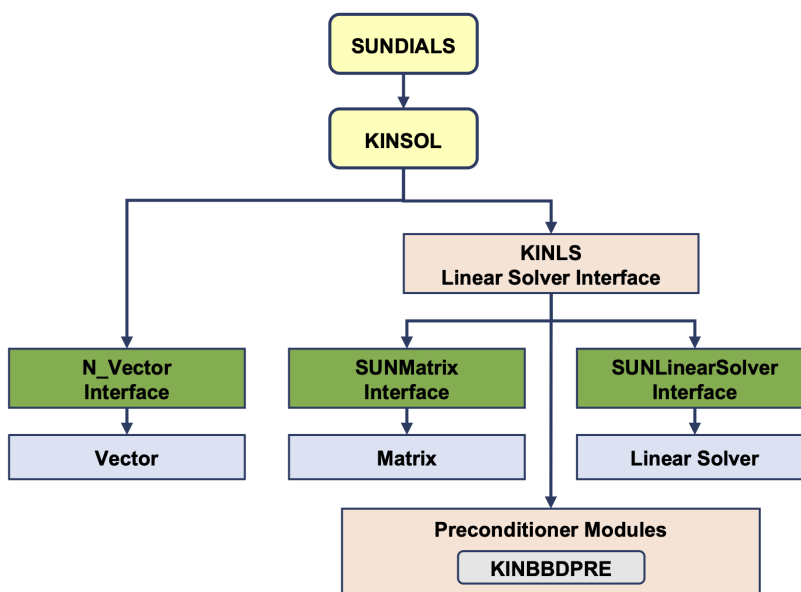 SUNDIALS
KINSOL
KINLS
Linear Solver Interface
N_Vector
Interface
SUNMatrix
Interface
SUNLinearSolver
Interface
Vector
Matrix
Linear Solver
Preconditioner Modules
KINBBDPRE